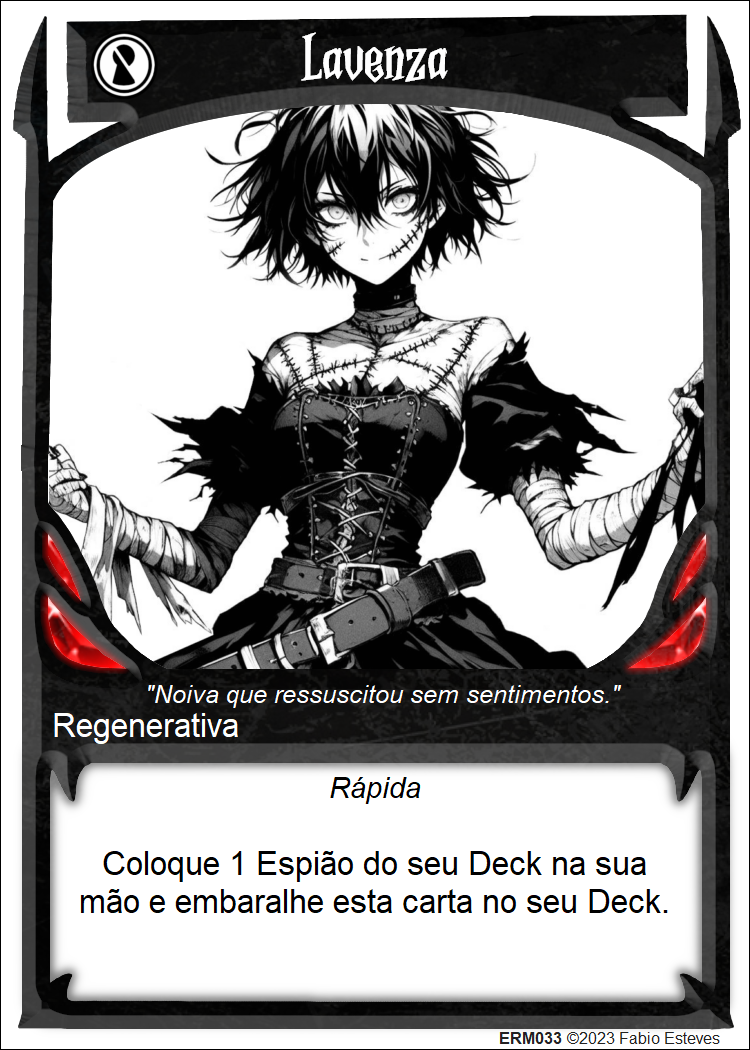 Lavenza
"Noiva que ressuscitou sem sentimentos."
Regenerativa
Rápida
Coloque 1 Espião do seu Deck na sua
mão e embaralhe esta carta no seu Deck.
ERM033 ©2023 Fabio Esteves